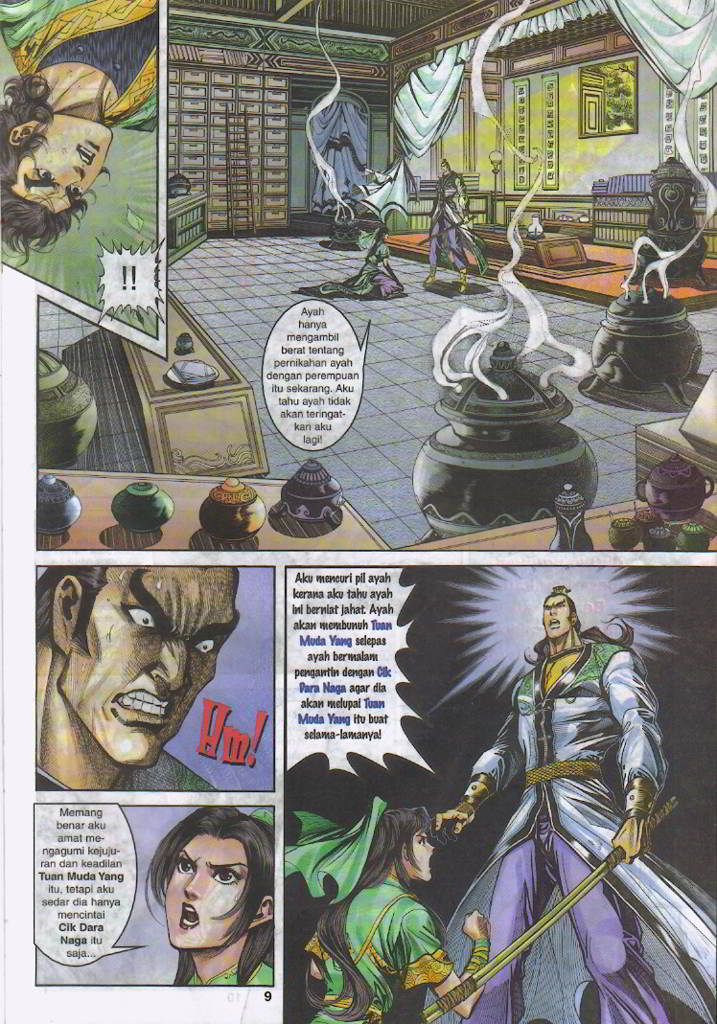 !!
Ayah
hanya
mengambil
berat tentang
pernikahan ayah
dengan perempuan
itu sekarang. Aku
tahu ayah tidak
akan teringat-
kan aku
lagi!
Hm!
Aku mencuri pil ayah
kerana aku tahu ayah
ini berniat jahat. Ayah
akan membunuh Tuan
Muda Yang selepas
ayah bermalam
pengantin dengan Cik
Dara Naga agar dia
akan melupai Tuan
Muda Yang itu buat
selama-lamanya!
Memang
benar aku
amat me-
ngagumi kejuju-
ran dan keadilan
Tuan Muda Yang
itu, tetapi aku
sedar dia hanya
mencintai
Cik Dara
Naga itu
saja...
9